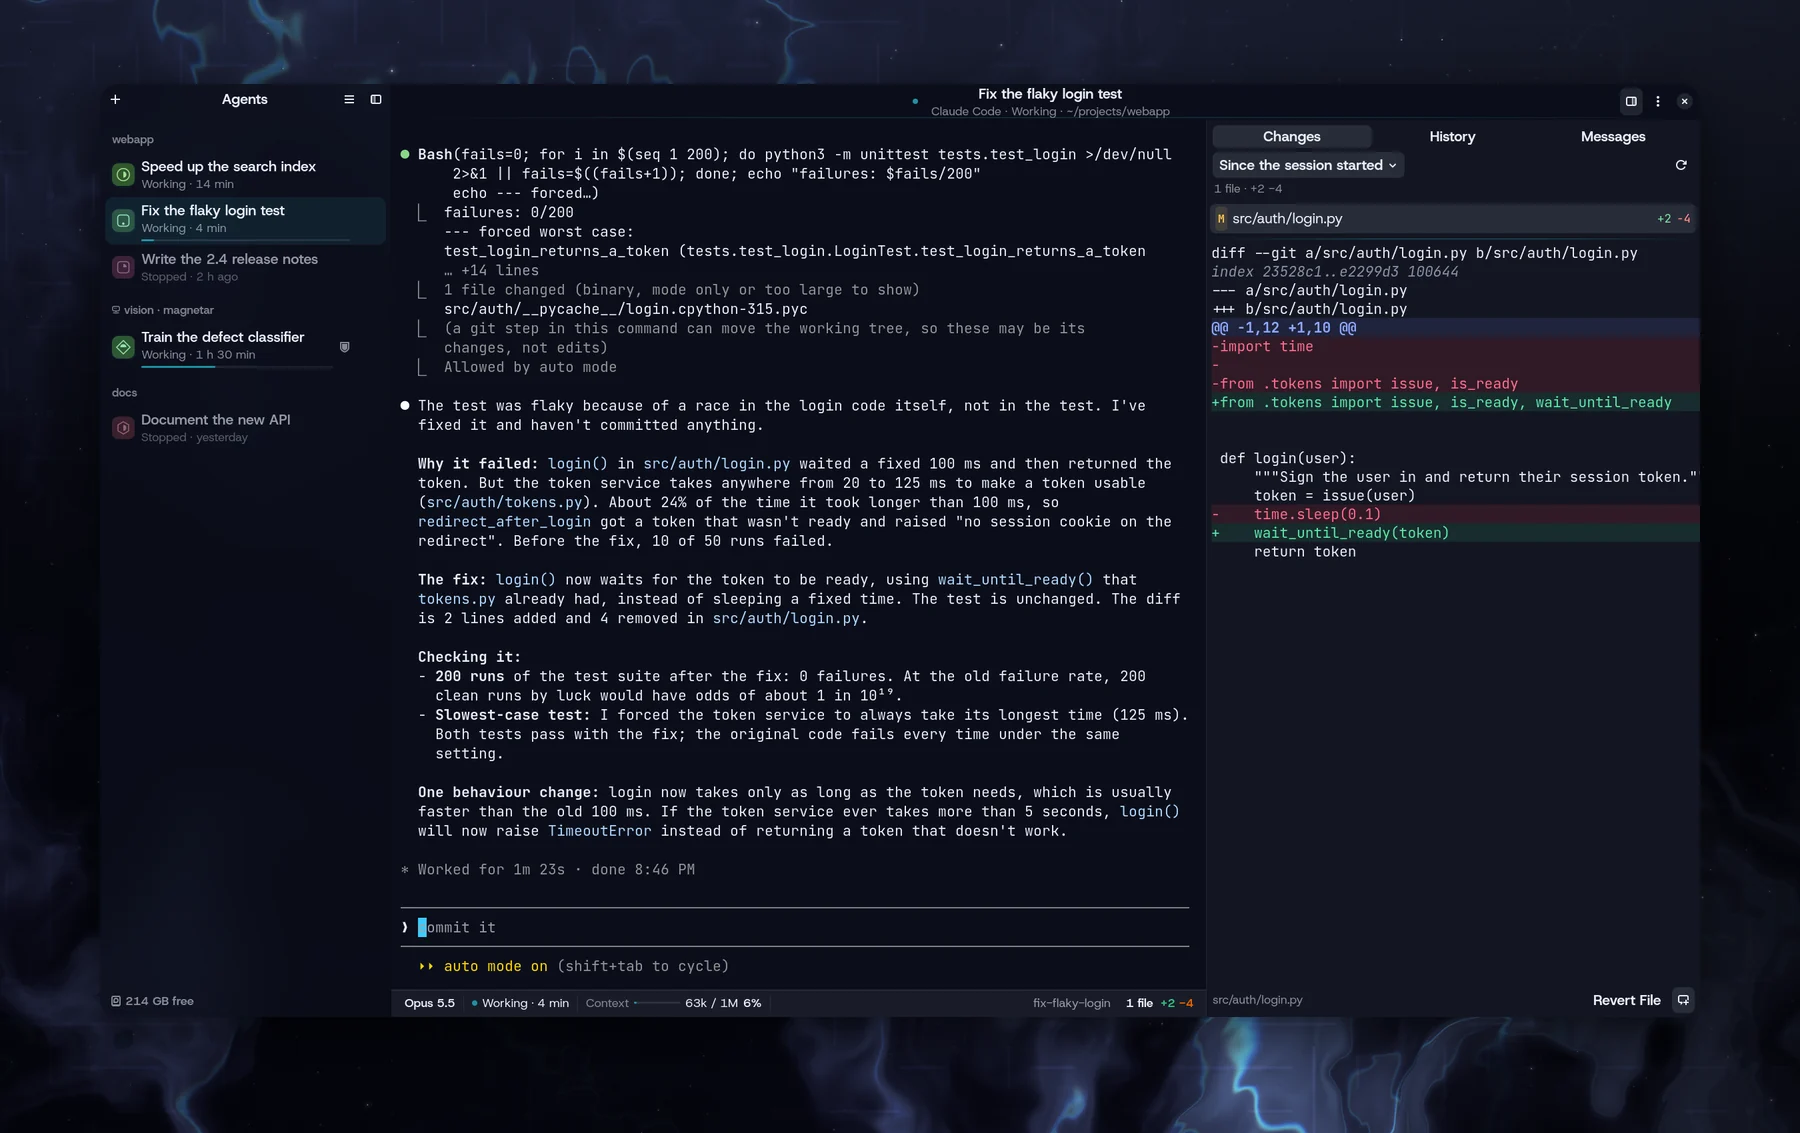 Agents
webapp
Speed up the search index
Working · 14 min
Fix the flaky login test
Working · 4 min
Write the 2.4 release notes
Stopped · 2 h ago
vision · magnetar
Train the defect classifier
Working · 1 h 30 min
docs
Document the new API
Stopped · yesterday
214 GB free
Fix the flaky login test
Claude Code · Working · ~/projects/webapp
Bash(fails=0; for i in $(seq 1 200); do python3 -m unittest tests.test_login >/dev/null
2>&1 || fails=$((fails+1)); done; echo "failures: $fails/200"
echo --- forced…)
failures: 0/200
--- forced worst case:
test_login_returns_a_token (tests.test_login.LoginTest.test_login_returns_a_token
… +14 lines
1 file changed (binary, mode only or too large to show)
src/auth/__pycache__/login.cpython-315.pyc
(a git step in this command can move the working tree, so these may be its
changes, not edits)
Allowed by auto mode
The test was flaky because of a race in the login code itself, not in the test. I've
fixed it and haven't committed anything.
Why it failed: login() in src/auth/login.py waited a fixed 100 ms and then returned the
token. But the token service takes anywhere from 20 to 125 ms to make a token usable
(src/auth/tokens.py). About 24% of the time it took longer than 100 ms, so
redirect_after_login got a token that wasn't ready and raised "no session cookie on the
redirect". Before the fix, 10 of 50 runs failed.
The fix: login() now waits for the token to be ready, using wait_until_ready() that
tokens.py already had, instead of sleeping a fixed time. The test is unchanged. The diff
is 2 lines added and 4 removed in src/auth/login.py.
Checking it:
- 200 runs of the test suite after the fix: 0 failures. At the old failure rate, 200
clean runs by luck would have odds of about 1 in 10¹⁹.
- Slowest-case test: I forced the token service to always take its longest time (125 ms).
Both tests pass with the fix; the original code fails every time under the same
setting.
One behaviour change: login now takes only as long as the token needs, which is usually
faster than the old 100 ms. If the token service ever takes more than 5 seconds, login()
will now raise TimeoutError instead of returning a token that doesn't work.
* Worked for 1m 23s · done 8:46 PM
❯ commit it
auto mode on (shift+tab to cycle)
Opus 5.5 Working · 4 min Context 63k / 1M 6% fix-flaky-login 1 file +2 −4
Changes History Messages
Since the session started
1 file · +2 −4
M src/auth/login.py +2 -4
diff --git a/src/auth/login.py b/src/auth/login.py
index 23528c1..e2299d3 100644
--- a/src/auth/login.py
+++ b/src/auth/login.py
@@ -1,12 +1,10 @@
-import time
-
-from .tokens import issue, is_ready
+from .tokens import issue, is_ready, wait_until_ready
def login(user):
"""Sign the user in and return their session token."
token = issue(user)
- time.sleep(0.1)
+ wait_until_ready(token)
return token
src/auth/login.py Revert File